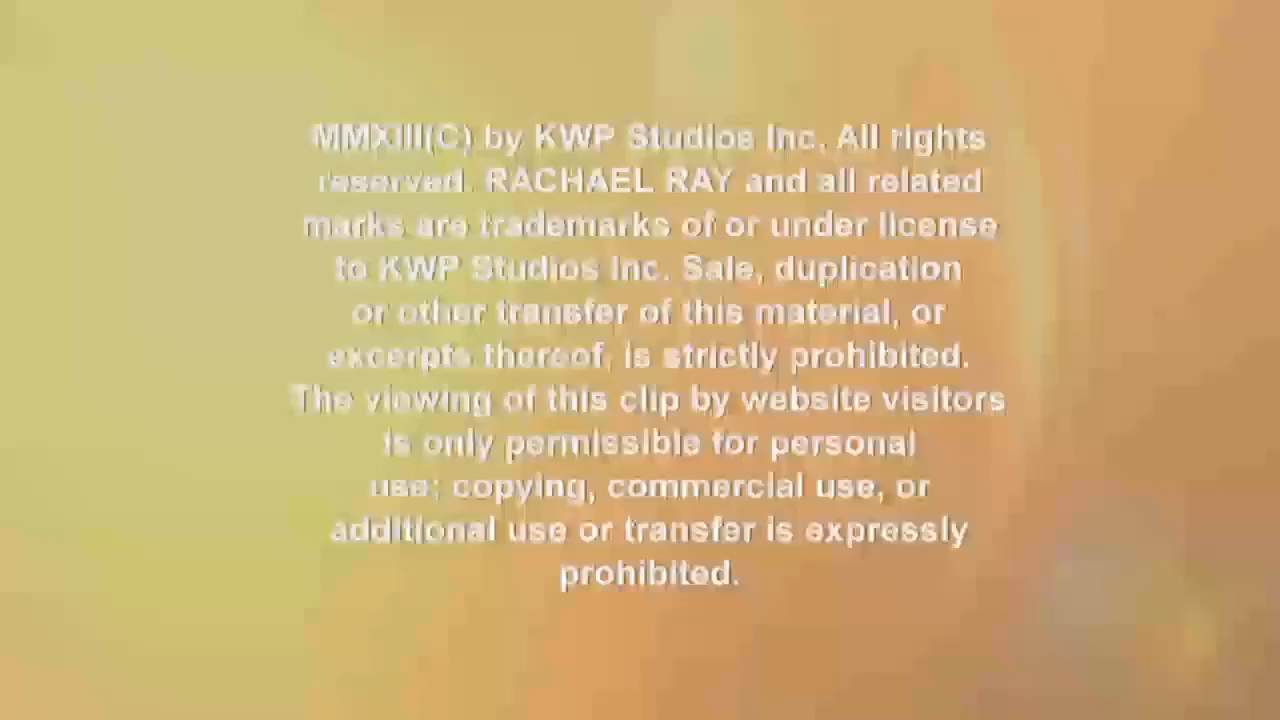 MMXIII(C) by KWP Studios Inc. All rights
reserved. RACHAEL RAY and all related
marks are trademarks of or under license
to KWP Studios Inc. Sale, duplication
or other transfer of this material, or
excerpts thereof, is strictly prohibited.
The viewing of this clip by website visitors
is only permissible for personal
use; copying, commercial use, or
additional use or transfer is expressly
prohibited.